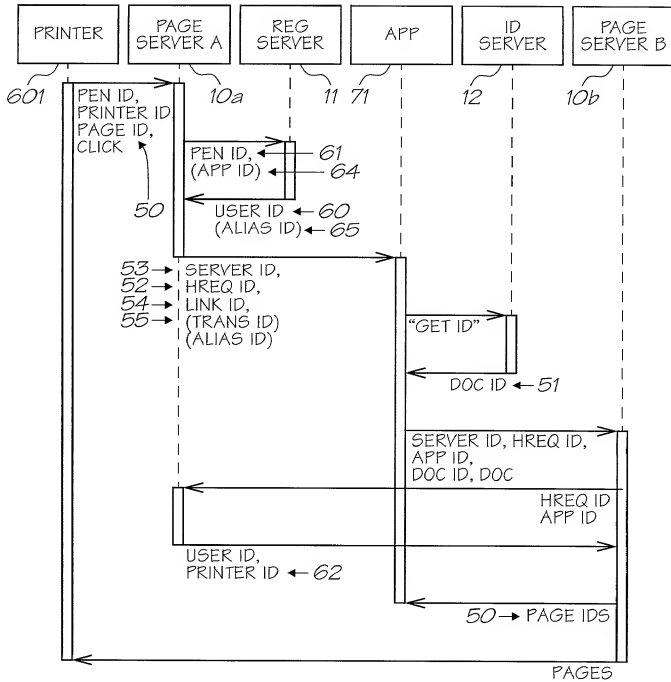 PRINTER
PAGE
SERVER A
REG
SERVER
APP
ID
SERVER
PAGE
SERVER B
601
10a
11
71
12
10b
PEN ID,
PRINTER ID,
PAGE ID,
CLICK
50
PEN ID,
61
(APP ID)
64
USER ID
60
(ALIAS ID)
65
53
SERVER ID,
52
HREQ ID,
54
LINK ID,
55
(TRANS ID)
(ALIAS ID)
“GET ID”
DOC ID
51
SERVER ID, HREQ ID,
APP ID,
DOC ID, DOC
HREQ ID
APP ID
USER ID,
PRINTER ID
62
50
PAGE IDS
PAGES